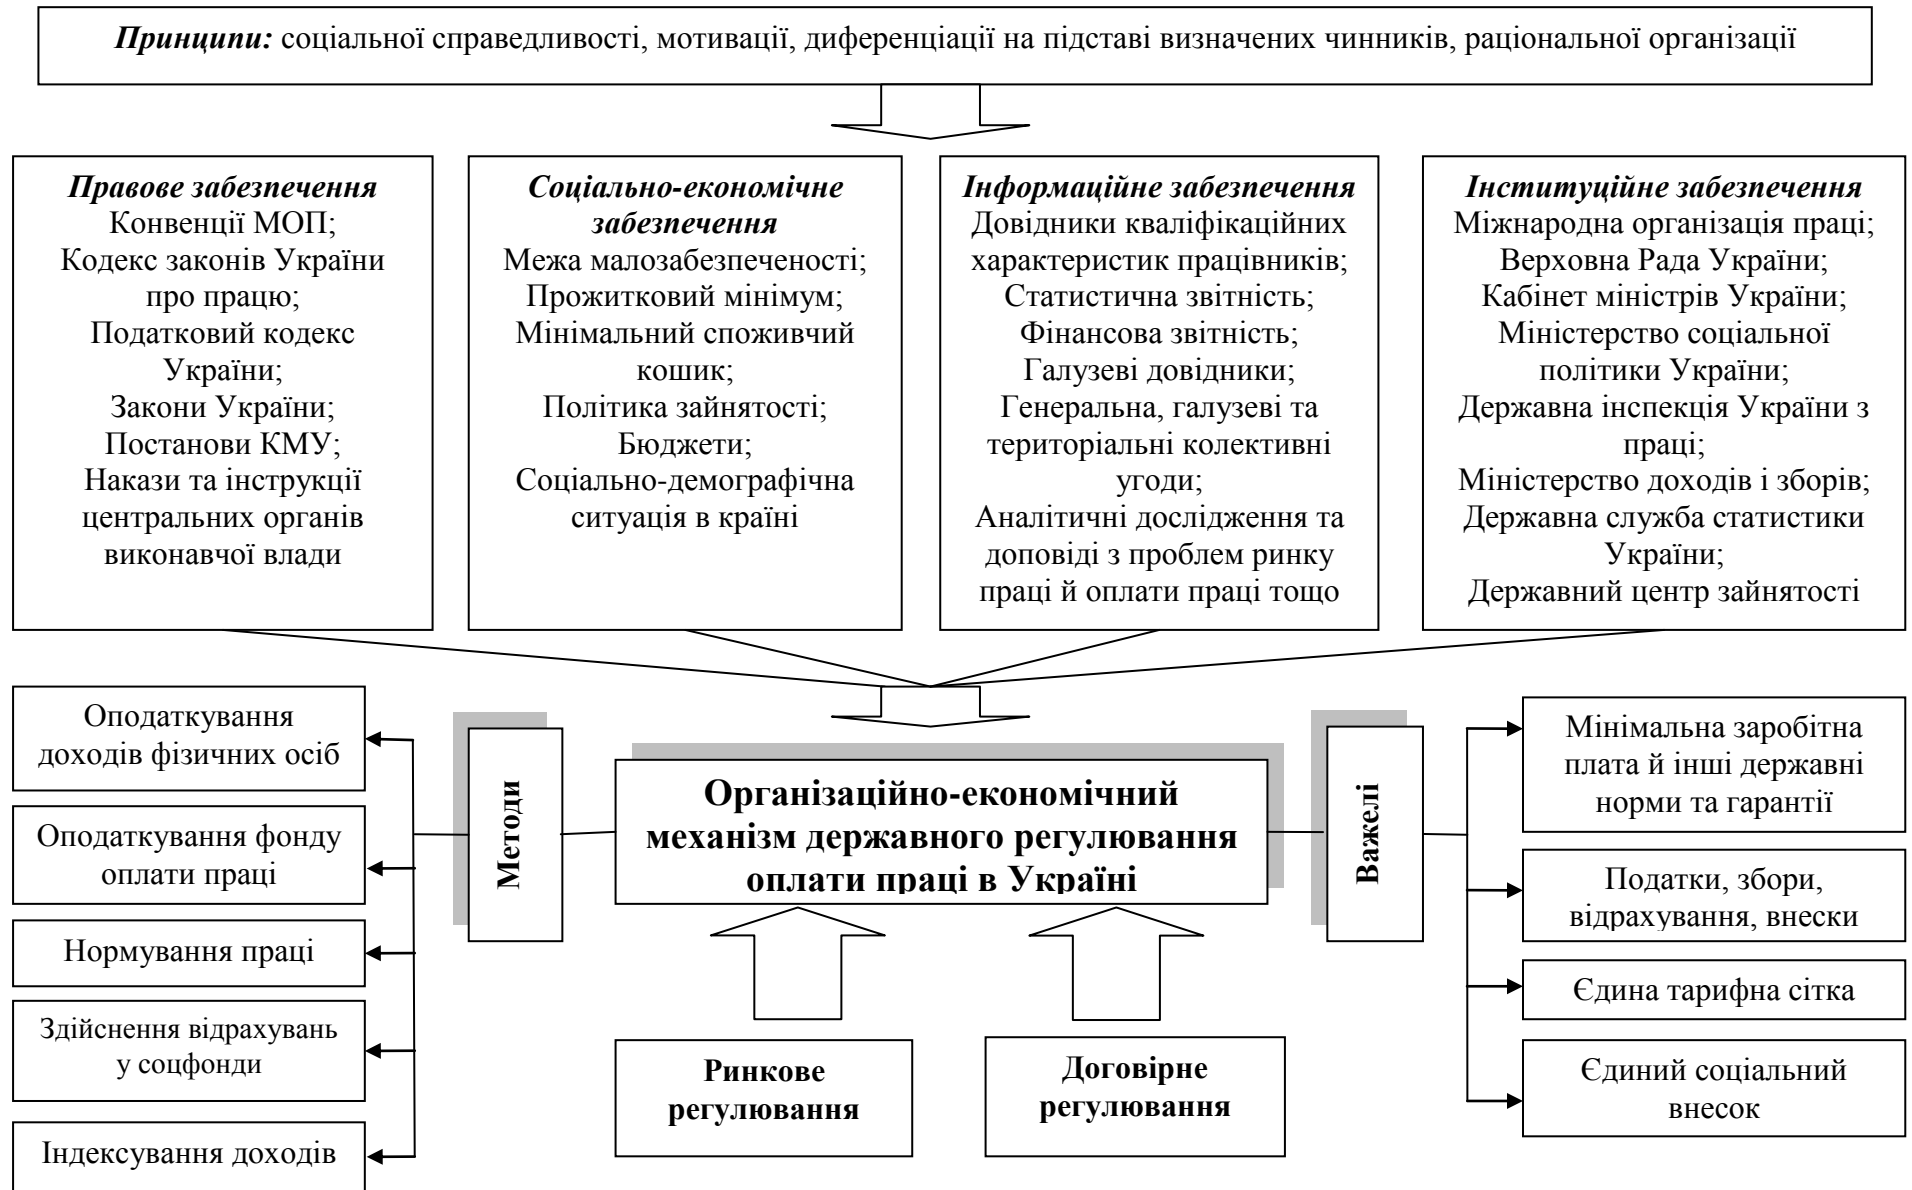 Принципи: соціальної справедливості, мотивації, диференціації на підставі визначених чинників, раціональної організації
Правове забезпечення
Конвенції МОП;
Кодекс законів України
про працю;
Податковий кодекс
України;
Закони України;
Постанови КМУ;
Накази та інструкції
центральних органів
виконавчої влади
Соціально-економічне
забезпечення
Межа малозабезпеченості;
Прожитковий мінімум;
Мінімальний споживчий
кошик;
Політика зайнятості;
Бюджети;
Соціально-демографічна
ситуація в країні
Інформаційне забезпечення
Довідники кваліфікаційних
характеристик працівників;
Статистична звітність;
Фінансова звітність;
Галузеві довідники;
Генеральна, галузеві та
територіальні колективні
угоди;
Аналітичні дослідження та
доповіді з проблем ринку
праці й оплати праці тощо
Інституційне забезпечення
Міжнародна організація праці;
Верховна Рада України;
Кабінет міністрів України;
Міністерство соціальної
політики України;
Державна інспекція України з
праці;
Міністерство доходів і зборів;
Державна служба статистики
України;
Державний центр зайнятості
Оподаткування
доходів фізичних осіб
Оподаткування фонду
оплати праці
Нормування праці
Здійснення відрахувань
у соцфонди
Індексування доходів
Методи
Організаційно-економічний
механізм державного регулювання
оплати праці в Україні
Ринкове
регулювання
Договірне
регулювання
Важелі
Мінімальна заробітна
плата й інші державні
норми та гарантії
Податки, збори,
відрахування, внески
Єдина тарифна сітка
Єдиний соціальний
внесок